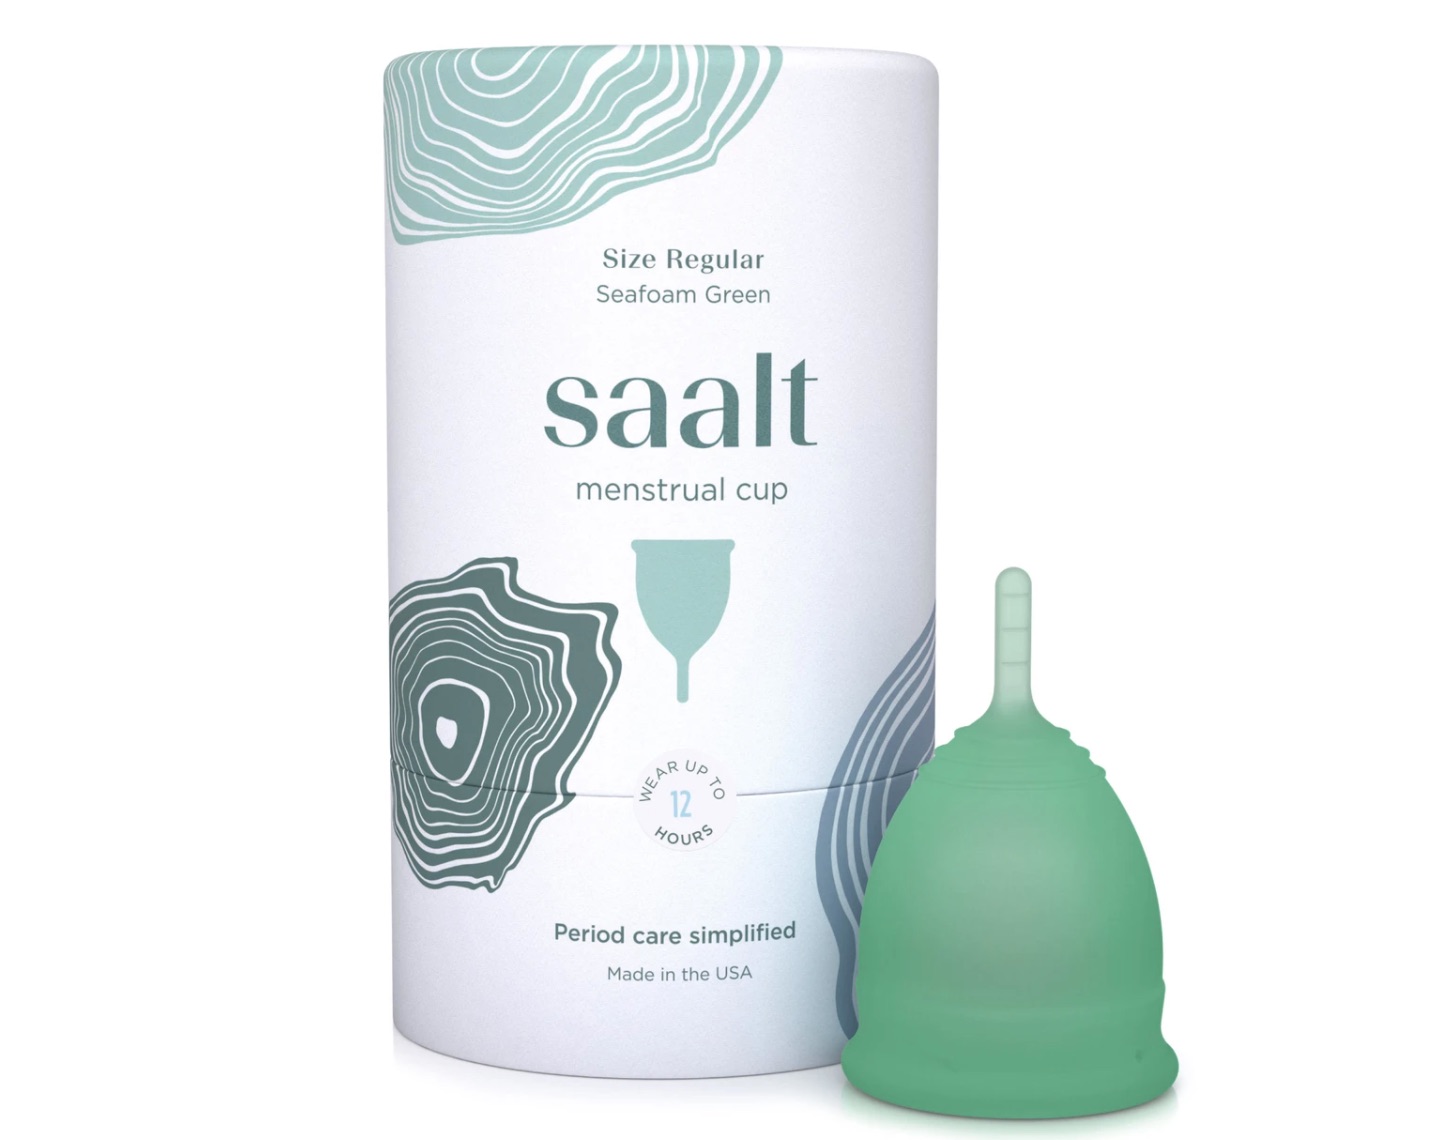 Size Regular
Seafoam Green
saalt
menstrual cup
WEAR UP TO
12
HOURS
Period care simplified
Made in the USA